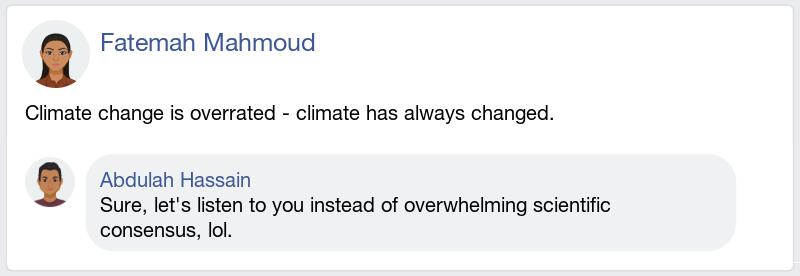 Fatemah Mahmoud
Climate change is overrated - climate has always changed.
Abdulah Hassain
Sure, let's listen to you instead of overwhelming scientific
consensus, lol.